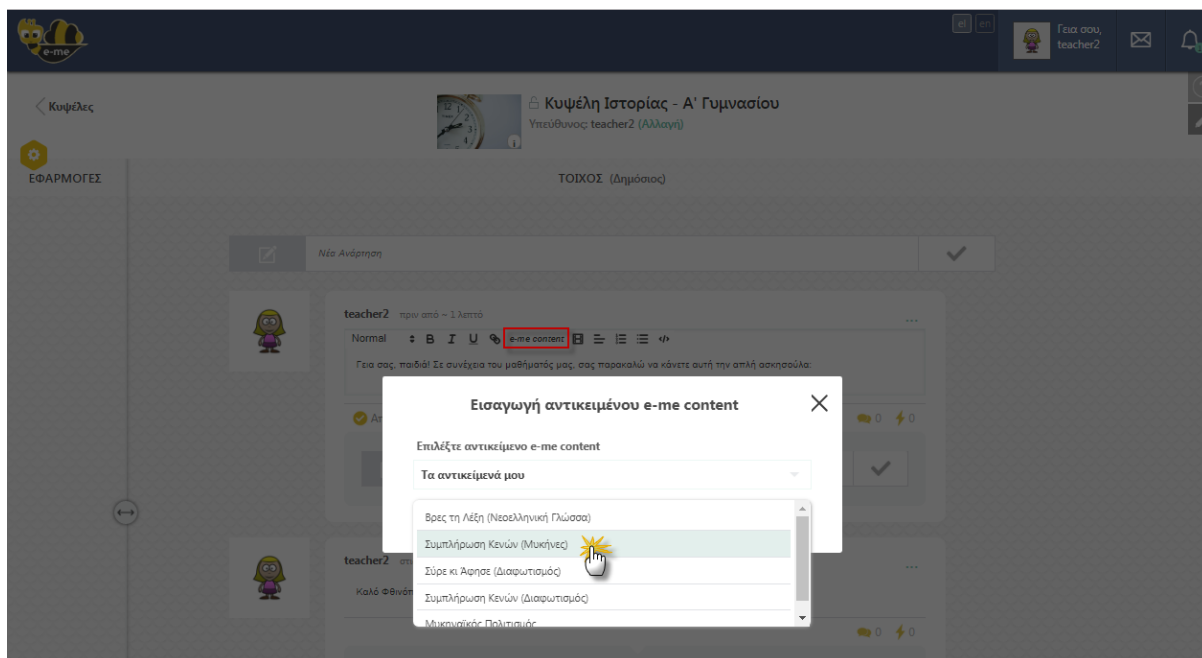 e-me
el en
Γεια σου,
teacher2
Κυψέλες
Κυψέλη Ιστορίας - Α' Γυμνασίου
Υπεύθυνος: teacher2 (Αλλαγή)
ΕΦΑΡΜΟΓΕΣ
ΤΟΙΧΟΣ (Δημόσιος)
Νέα Ανάρτηση
teacher2 πριν από ~ 1 λεπτό
Normal B I U e-me content
Γεια σας, παιδιά! Σε συνέχεια του μαθήματός μας, σας παρακαλώ να κάνετε αυτή την απλή ασκησούλα:
Εισαγωγή αντικειμένου e-me content
0 0
Επιλέξτε αντικείμενο e-me content
Τα αντικείμενά μου
Βρες τη Λέξη (Νεοελληνική Γλώσσα)
Συμπλήρωση Κενών (Μυκήνες)
teacher2
Σύρε κι Άφησε (Διαφωτισμός)
Καλό
Συμπλήρωση Κενών (Διαφωτισμός)
Μυκηναϊκός Πολιτισμός
0 0